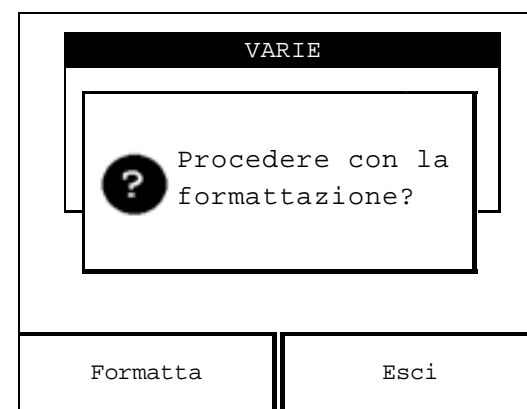 VARIE
Procedere con la
formattazione?
Formatta
Esci